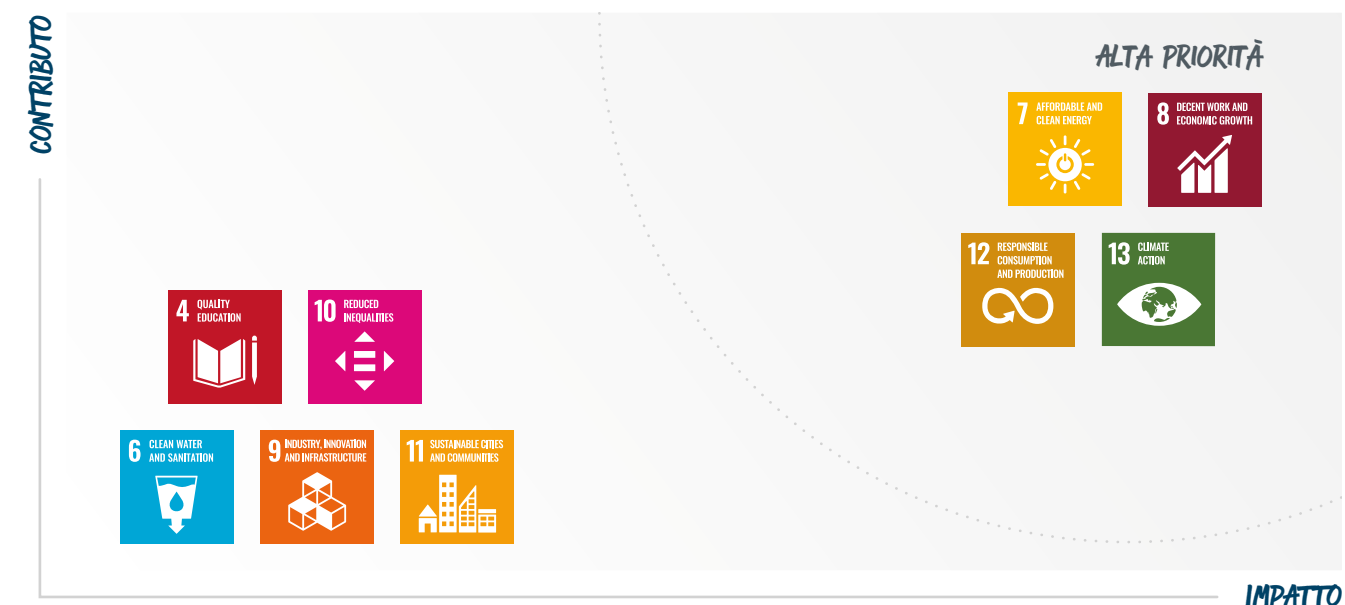 CONTRIBUTO
ALTA PRIORITÀ
7 AFFORDABLE AND
CLEAN ENERGY
8 DECENT WORK AND
ECONOMIC GROWTH
12 RESPONSIBLE
CONSUMPTION
AND PRODUCTION
13 CLIMATE
ACTION
4 QUALITY
EDUCATION
10 REDUCED
INEQUALITIES
6 CLEAN WATER
AND SANITATION
9 INDUSTRY, INNOVATION
AND INFRASTRUCTURE
11 SUSTAINABLE CITIES
AND COMMUNITIES
IMPATTO